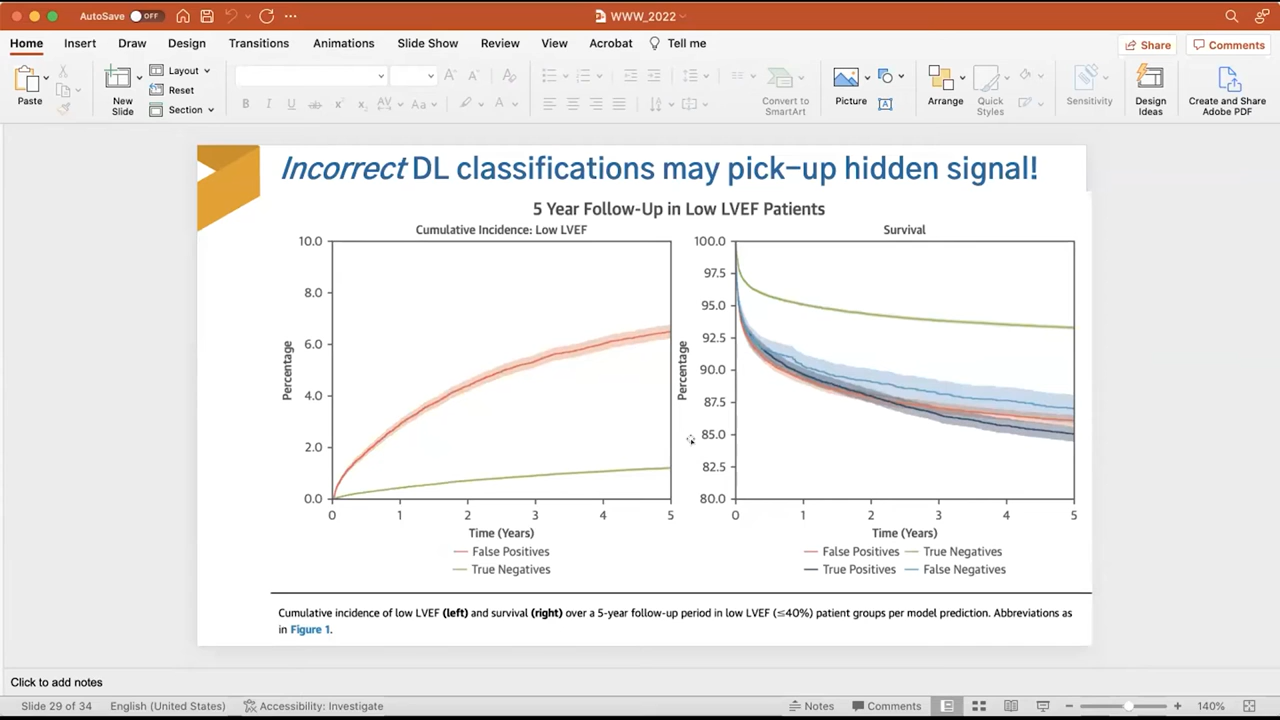 AutoSave OFF
WWW_2022
Home Insert Draw Design Transitions Animations Slide Show Review View Acrobat Tell me
Share Comments
Paste
New Slide
Layout
Reset
Section
B I U ab x² x₂ AV Aa A
Convert to SmartArt
Picture
Arrange
Quick Styles
Sensitivity
Design Ideas
Create and Share Adobe PDF
Incorrect DL classifications may pick-up hidden signal!
5 Year Follow-Up in Low LVEF Patients
Cumulative Incidence: Low LVEF
Percentage
10.0
8.0
6.0
4.0
2.0
0.0
0 1 2 3 4 5
Time (Years)
False Positives
True Negatives
Survival
Percentage
100.0
97.5
95.0
92.5
90.0
87.5
85.0
82.5
80.0
0 1 2 3 4 5
Time (Years)
False Positives True Negatives
True Positives False Negatives
Cumulative incidence of low LVEF (left) and survival (right) over a 5-year follow-up period in low LVEF (≤40%) patient groups per model prediction. Abbreviations as
in Figure 1.
Click to add notes
Slide 29 of 34 English (United States) Accessibility: Investigate Notes Comments 140%